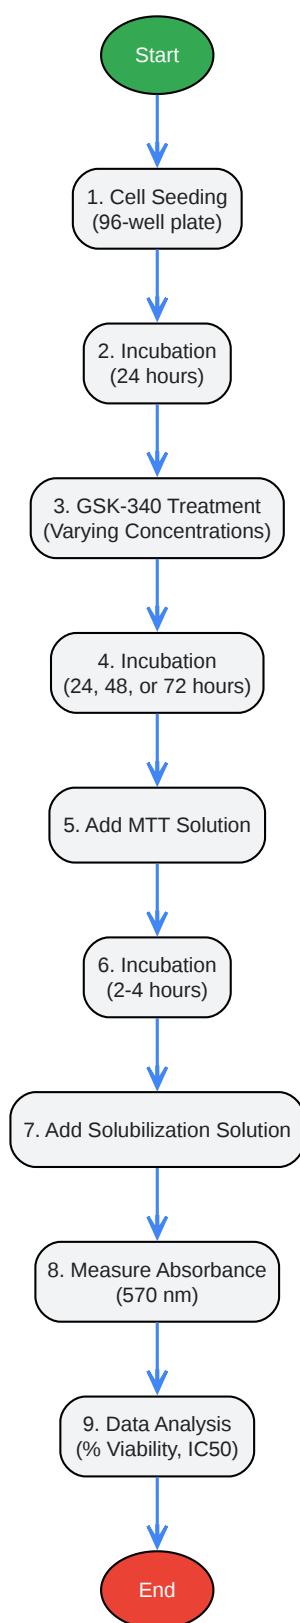 Start
1. Cell Seeding
(96-well plate)
2. Incubation
(24 hours)
3. GSK-340 Treatment
(Varying Concentrations)
4. Incubation
(24, 48, or 72 hours)
5. Add MTT Solution
6. Incubation
(2-4 hours)
7. Add Solubilization Solution
8. Measure Absorbance
(570 nm)
9. Data Analysis
(% Viability, IC50)
End